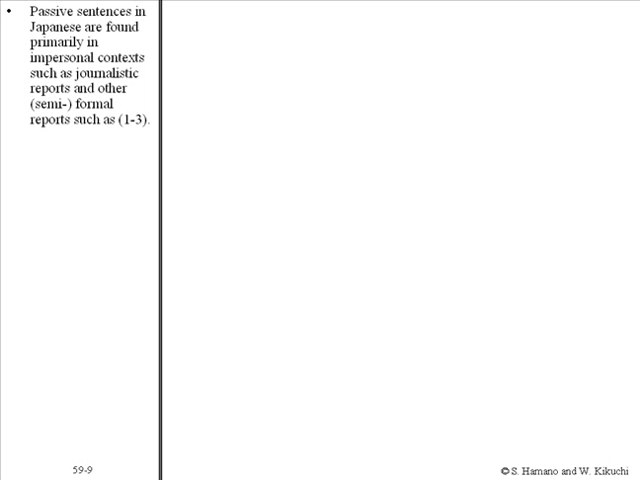 • Passive sentences in
Japanese are found
primarily in
impersonal contexts
such as journalistic
reports and other
(semi-) formal
reports such as (1-3).
59-9
© S. Hamano and W. Kikuchi